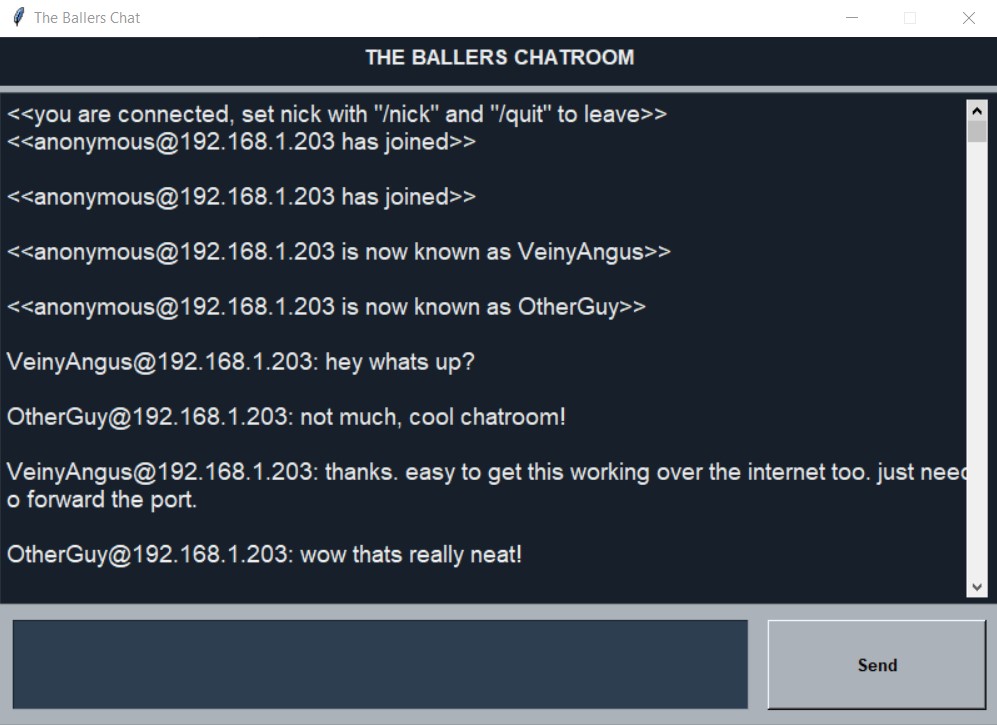 The Ballers Chat
THE BALLERS CHATROOM
<<you are connected, set nick with "/nick" and "/quit" to leave>>
<<anonymous@192.168.1.203 has joined>>
<<anonymous@192.168.1.203 has joined>>
<<anonymous@192.168.1.203 is now known as VeinyAngus>>
<<anonymous@192.168.1.203 is now known as OtherGuy>>
VeinyAngus@192.168.1.203: hey whats up?
OtherGuy@192.168.1.203: not much, cool chatroom!
VeinyAngus@192.168.1.203: thanks. easy to get this working over the internet too. just need
o forward the port.
OtherGuy@192.168.1.203: wow thats really neat!
Send